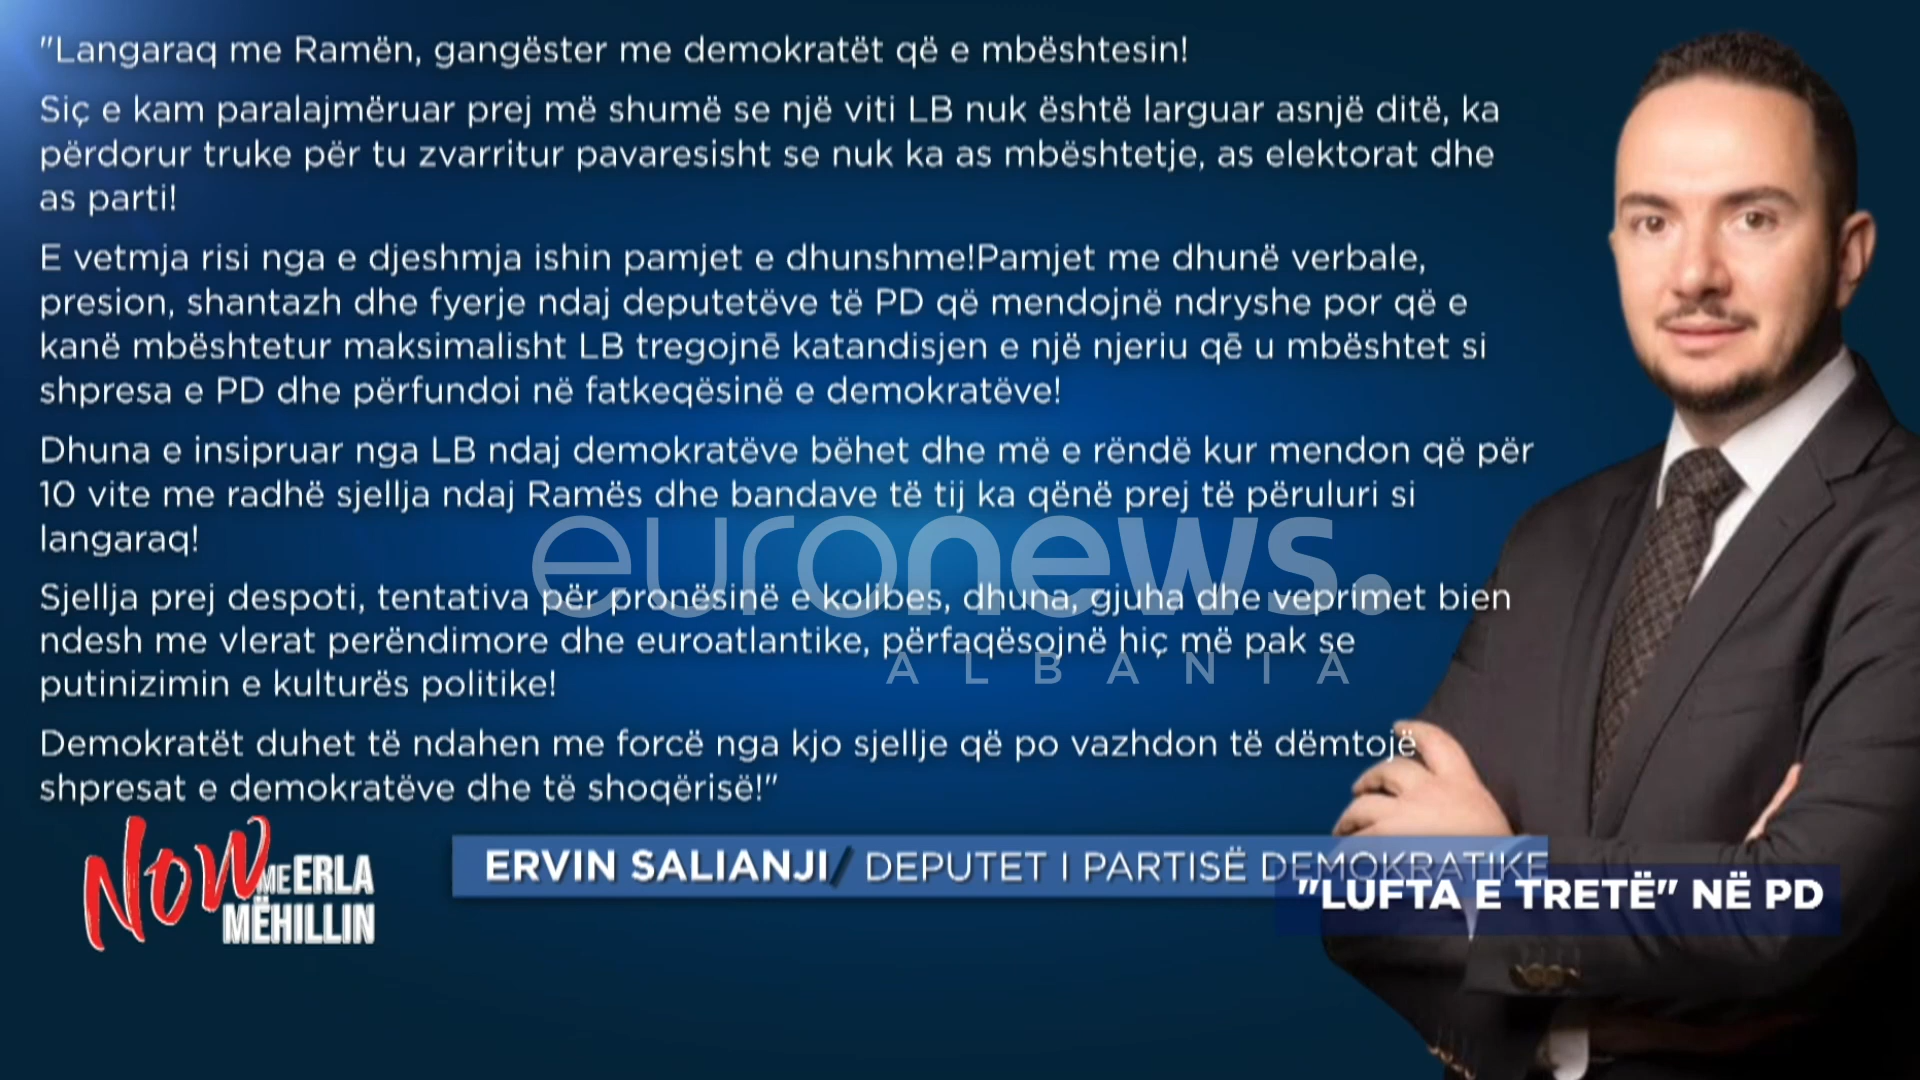 "Langaraq me Ramën, gangëster me demokratët që e mbështesin!
Siç e kam paralajmëruar prej më shumë se një viti LB nuk është larguar asnjë ditë, ka
përdorur truke për tu zvarritur pavaresisht se nuk ka as mbështetje, as elektorat dhe
as parti!
E vetmja risi nga e djeshmja ishin pamjet e dhunshme!Pamjet me dhunë verbale,
presion, shantazh dhe fyerje ndaj deputetëve të PD që mendojnë ndryshe por që e
kanë mbështetur maksimalisht LB tregojnē katandisjen e një njeriu qē u mbështet si
shpresa e PD dhe përfundoi në fatkeqësinë e demokratëve!
Dhuna e insipruar nga LB ndaj demokratëve bëhet dhe më e rëndë kur mendon që për
10 vite me radhë sjellja ndaj Ramës dhe bandave të tij ka qënë prej të përuluri si
langaraq!
euronews.
Sjellja prej despoti, tentativa për pronësinë e kolibes, dhuna, gjuha dhe veprimet bien
ndesh me vlerat perëndimore dhe euroatlantike, përfaqësojnë hiç më pak se
ALBANIA
putinizimin e kulturës politike!
Demokratët duhet të ndahen me forcë nga kjo sjellje që po vazhdon të dëmtojë
shpresat e demokratëve dhe të shoqërisë!"
NOW ME ERLA
MËHILLIN
ERVIN SALIANJI/ DEPUTET I PARTISË DEMOKRATIKE
"LUFTA E TRETË" NË PD